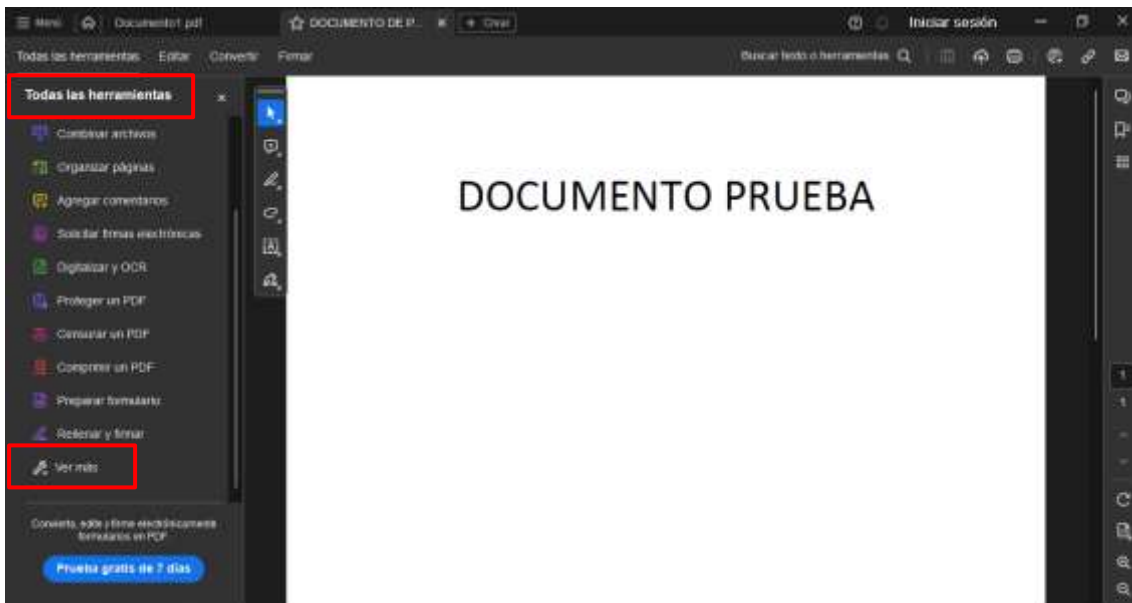 Menú Documento1.pdf DOCUMENTO DE P... + Crear Iniciar sesión
Todas las herramientas Editar Convertir Firmar Buscar texto o herramientas
Todas las herramientas
Combinar archivos
Organizar páginas
Agregar comentarios
Solicitar firmas electrónicas
Digitalizar y OCR
Proteger un PDF
Censurar un PDF
Comprimir un PDF
Preparar formulario
Rellenar y firmar
Ver más
Convierta, edite y firme electrónicamente
formularios en PDF
Prueba gratis de 7 días
DOCUMENTO PRUEBA
1
1